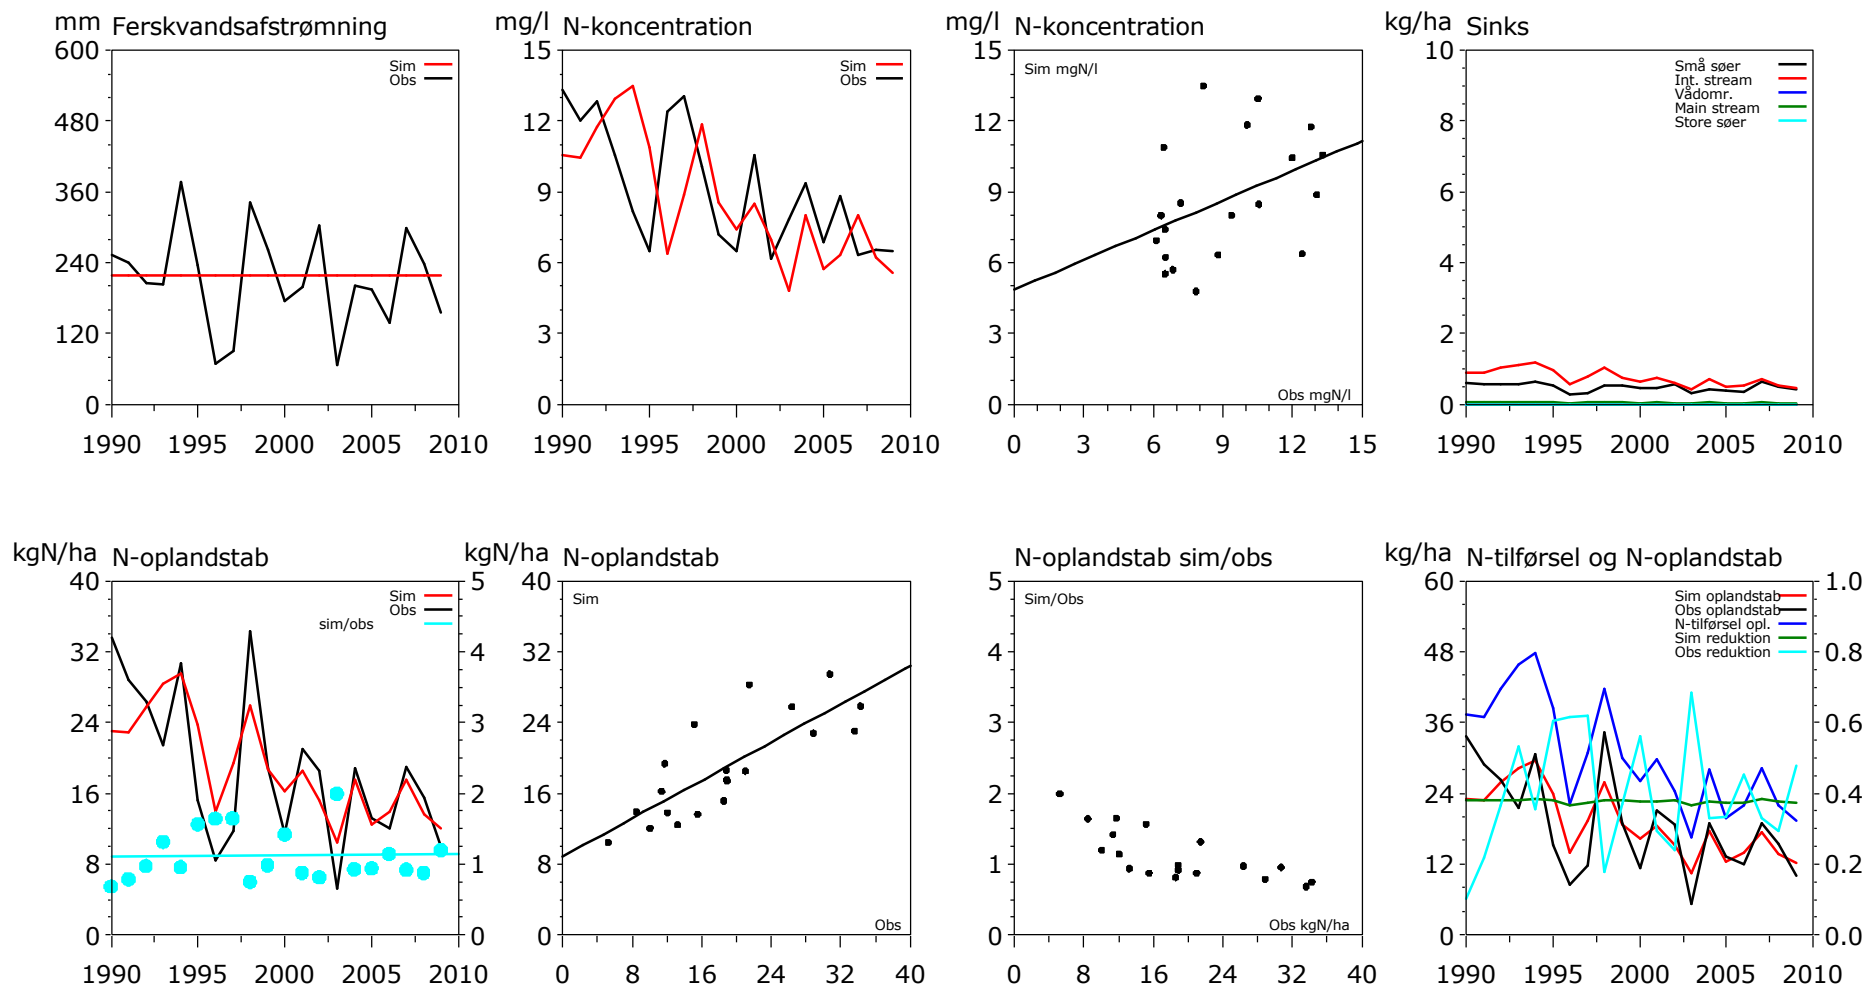 mm Ferskvandsafstrømning
600
480
360
240
120
0
1990 1995 2000 2005 2010
Sim
Obs
mg/l N-koncentration
15
12
9
6
3
0
1990 1995 2000 2005 2010
Sim
Obs
mg/l N-koncentration
15
12
9
6
3
0
0 3 6 9 12 15
Sim mgN/l
Obs mgN/l
kg/ha Sinks
10
8
6
4
2
0
1990 1995 2000 2005 2010
Små søer
Int. stream
Vådomr.
Main stream
Store søer
kgN/ha N-oplandstab
40
32
24
16
8
0
5
4
3
2
1
0
1990 1995 2000 2005 2010
Sim
Obs
sim/obs
kgN/ha N-oplandstab
40
32
24
16
8
0
0 8 16 24 32 40
Sim
Obs
N-oplandstab sim/obs
5
4
3
2
1
0
0 8 16 24 32 40
Sim/Obs
Obs kgN/ha
kg/ha N-tilførsel og N-oplandstab
60
48
36
24
12
0
1.0
0.8
0.6
0.4
0.2
0.0
1990 1995 2000 2005 2010
Sim oplandstab
Obs oplandstab
N-tilførsel opl.
Sim reduktion
Obs reduktion